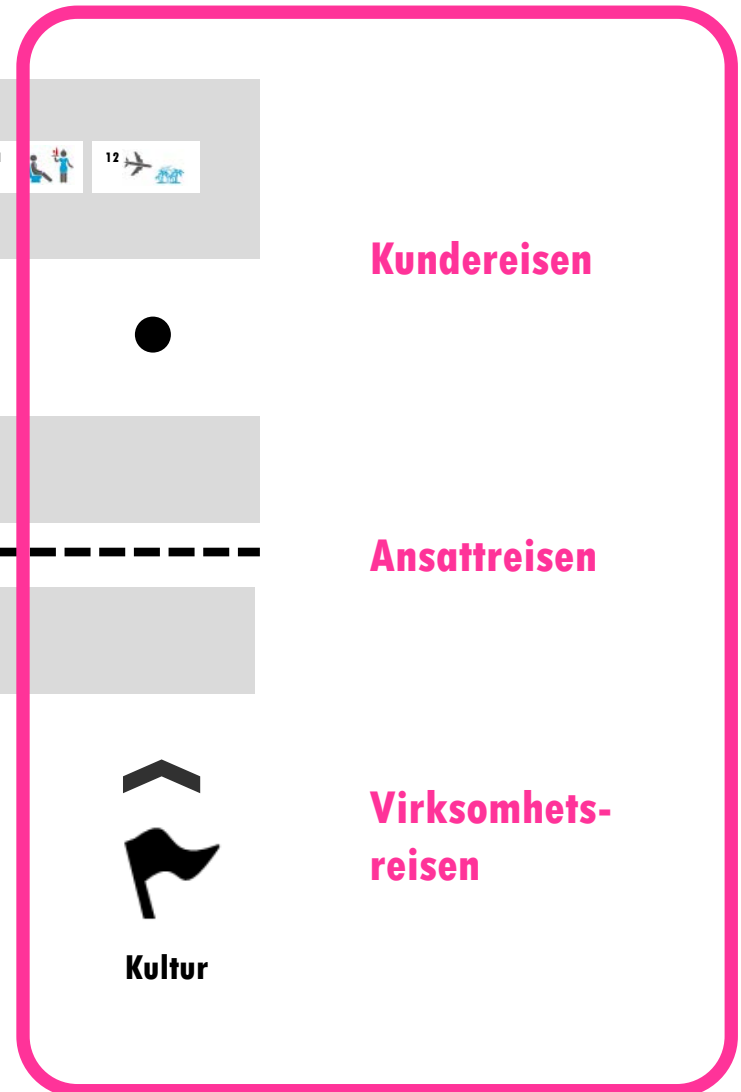 12
Kundereisen
Ansattreisen
Virksomhets-
reisen
Kultur